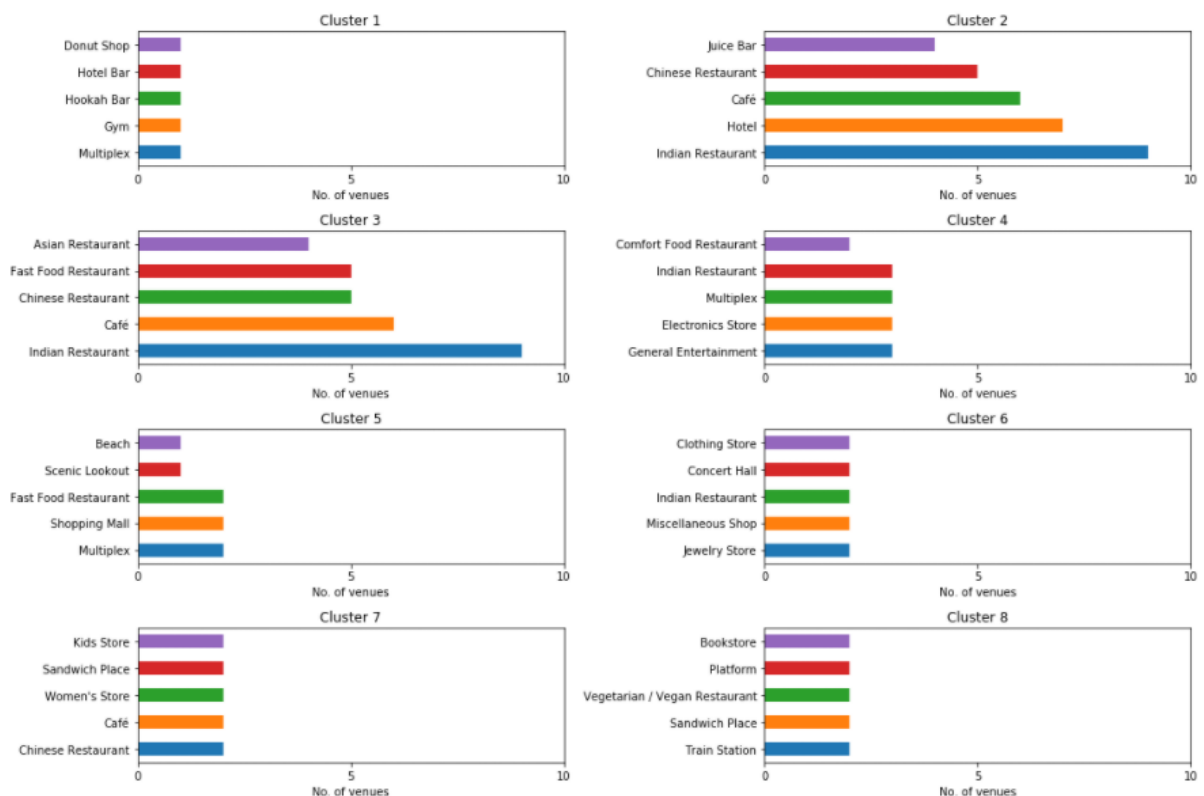 Cluster 1
Donut Shop
Hotel Bar
Hookah Bar
Gym
Multiplex
0 5 10
No. of venues
Cluster 2
Juice Bar
Chinese Restaurant
Café
Hotel
Indian Restaurant
0 5 10
No. of venues
Cluster 3
Asian Restaurant
Fast Food Restaurant
Chinese Restaurant
Café
Indian Restaurant
0 5 10
No. of venues
Cluster 4
Comfort Food Restaurant
Indian Restaurant
Multiplex
Electronics Store
General Entertainment
0 5 10
No. of venues
Cluster 5
Beach
Scenic Lookout
Fast Food Restaurant
Shopping Mall
Multiplex
0 5 10
No. of venues
Cluster 6
Clothing Store
Concert Hall
Indian Restaurant
Miscellaneous Shop
Jewelry Store
0 5 10
No. of venues
Cluster 7
Kids Store
Sandwich Place
Women's Store
Café
Chinese Restaurant
0 5 10
No. of venues
Cluster 8
Bookstore
Platform
Vegetarian / Vegan Restaurant
Sandwich Place
Train Station
0 5 10
No. of venues